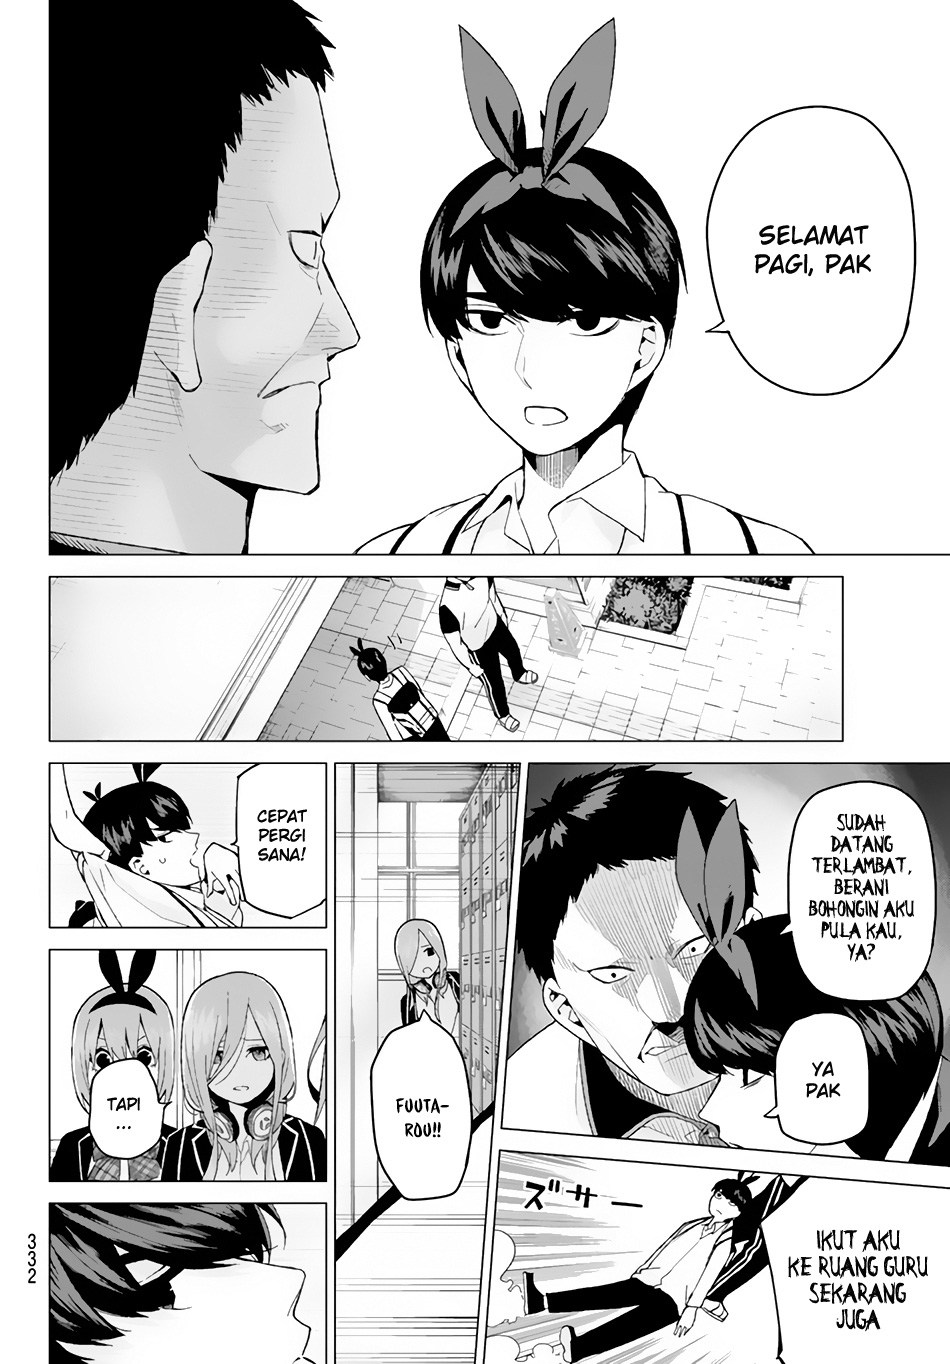 SELAMAT
PAGI, PAK
SUDAH
DATANG
TERLAMBAT,
BERANI
BOHONGIN AKU
PULA KAU,
YA?
YA
PAK
ズサー
IKUT AKU
KE RUANG GURU
SEKARANG
JUGA
FUUTA-
ROU!!
CEPAT
PERGI
SANA!
TAPI
...
332